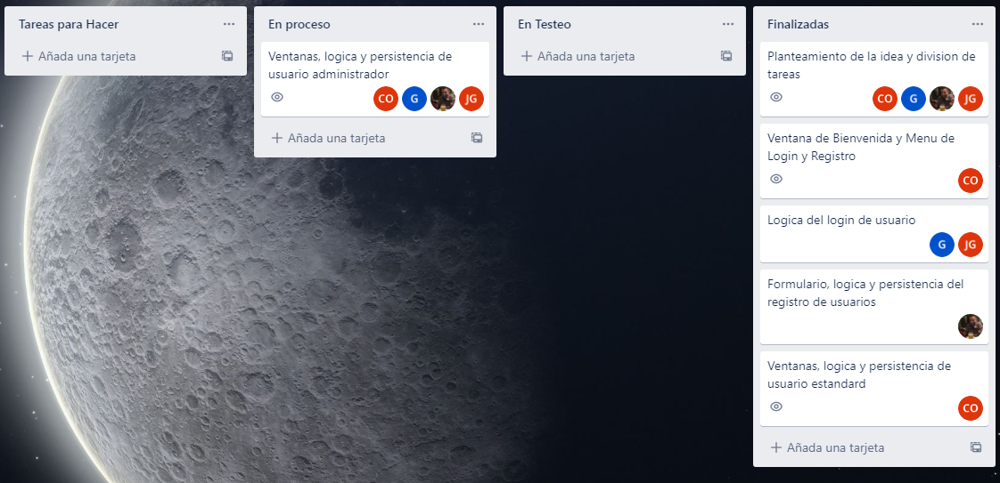 Tareas para Hacer
Añada una tarjeta
En proceso
Ventanas, logica y persistencia de
usuario administrador
CO G JG
Añada una tarjeta
En Testeo
Añada una tarjeta
Finalizadas
Planteamiento de la idea y division de
tareas
CO G JG
Ventana de Bienvenida y Menu de
Login y Registro
CO
Logica del login de usuario
G JG
Formulario, logica y persistencia del
registro de usuarios
Ventanas, logica y persistencia de
usuario estandard
CO
Añada una tarjeta